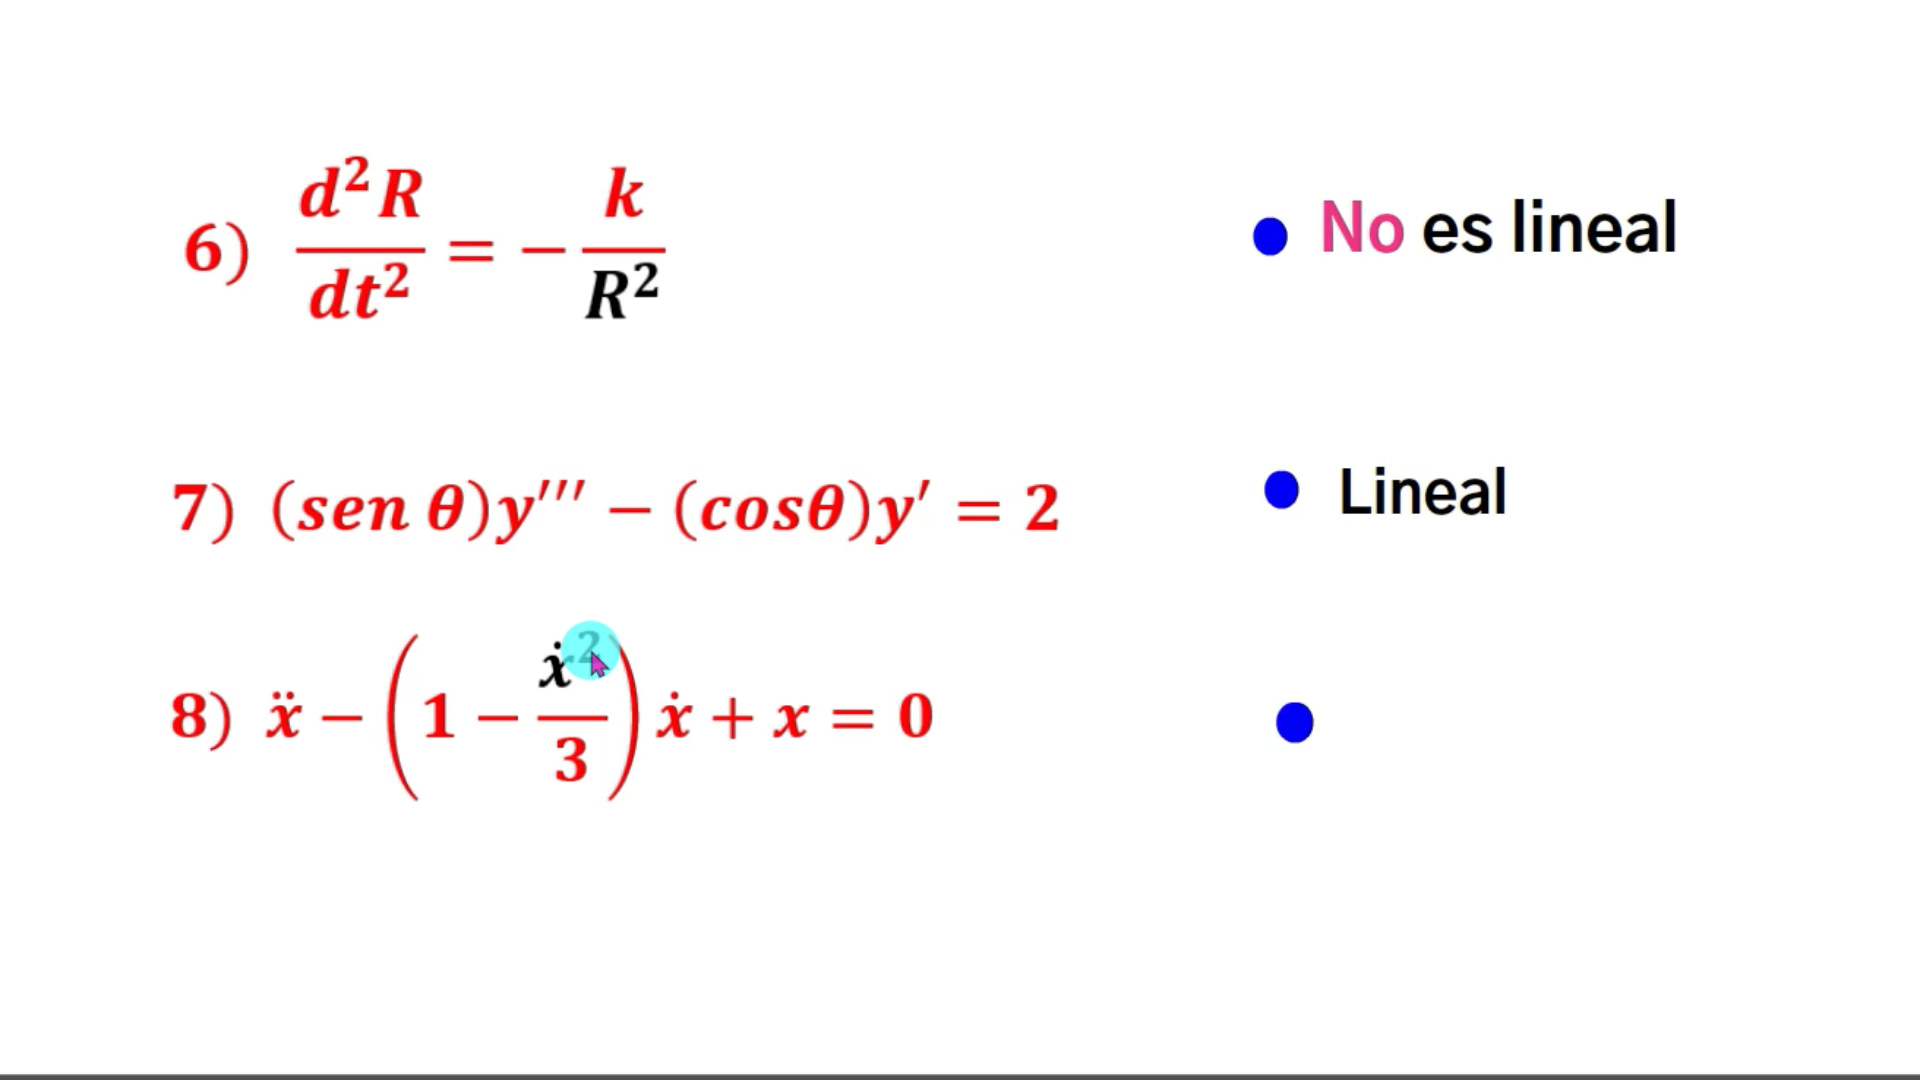 6) d²R/dt² = − k/R²
No es lineal
7) (sen θ)y′′′ − (cosθ)y′ = 2
Lineal
8) ẍ − (1 − ẋ²/3)ẋ + x = 0